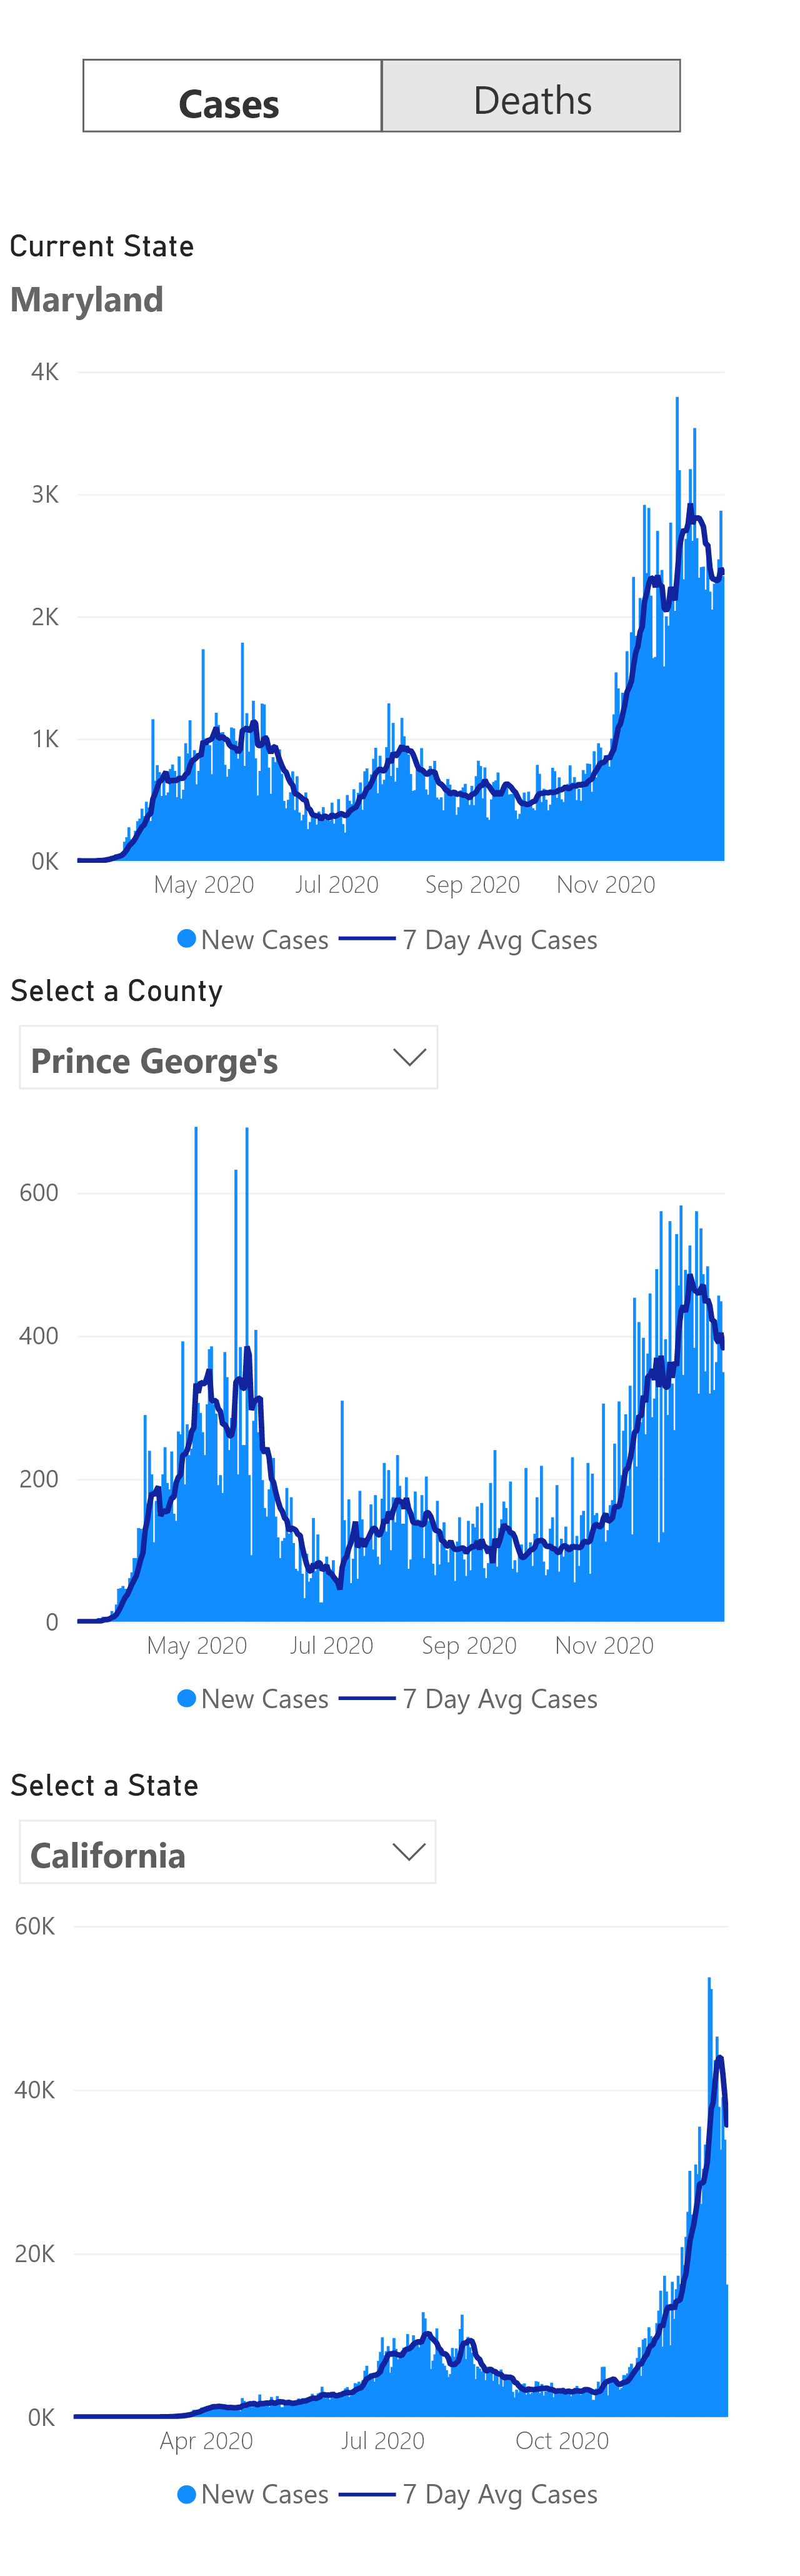 Cases Deaths
Current State
Maryland
4K
3K
2K
1K
0K
May 2020 Jul 2020 Sep 2020 Nov 2020
New Cases 7 Day Avg Cases
Select a County
Prince George's
600
400
200
0
May 2020 Jul 2020 Sep 2020 Nov 2020
New Cases 7 Day Avg Cases
Select a State
California
60K
40K
20K
0K
Apr 2020 Jul 2020 Oct 2020
New Cases 7 Day Avg Cases